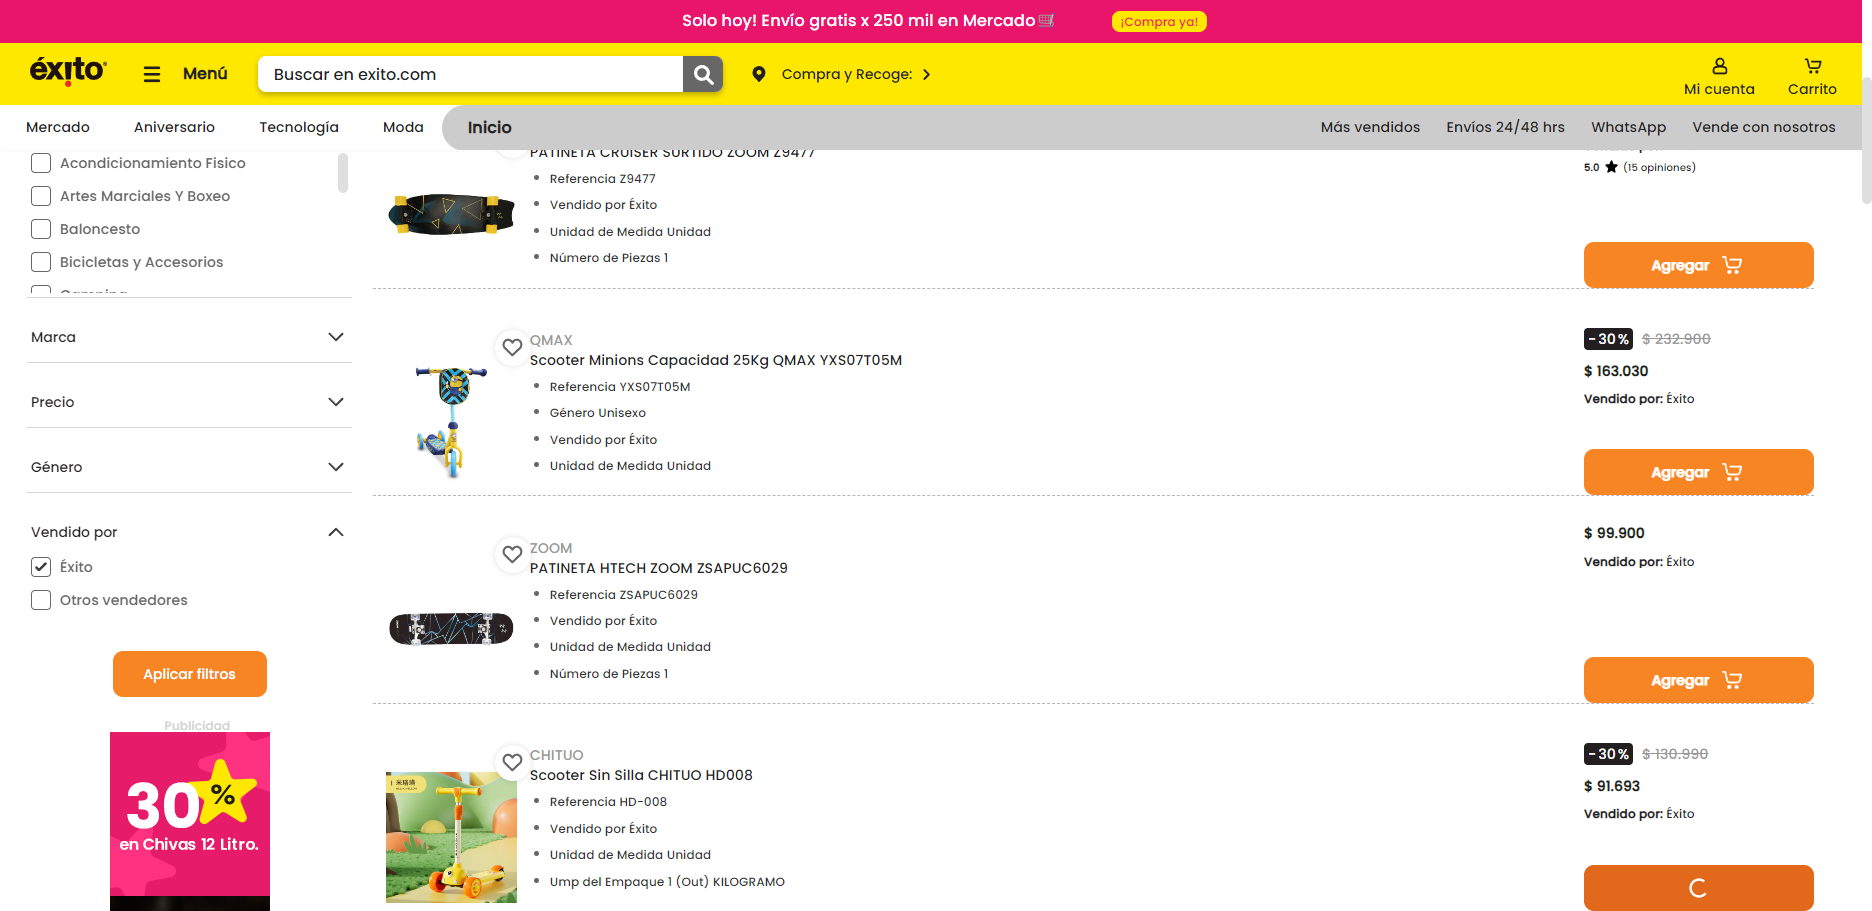 Solo hoy! Envío gratis x 250 mil en Mercado
¡Compra ya!
éxito
Menú
Buscar en exito.com
Compra y Recoge:
Mi cuenta
Carrito
Mercado
Aniversario
Tecnología
Moda
Inicio
Más vendidos
Envíos 24/48 hrs
WhatsApp
Vende con nosotros
Acondicionamiento Fisico
Artes Marciales Y Boxeo
Baloncesto
Bicicletas y Accesorios
Marca
Precio
Género
Vendido por
Éxito
Otros vendedores
Aplicar filtros
Publicidad
30%
en Chivas 12 Litro.
PATINETA CRUISER SURTIDO ZOOM Z9477
Referencia Z9477
Vendido por Éxito
Unidad de Medida Unidad
Número de Piezas 1
5.0 (15 opiniones)
Agregar
QMAX
Scooter Minions Capacidad 25Kg QMAX YXS07T05M
Referencia YXS07T05M
Género Unisexo
Vendido por Éxito
Unidad de Medida Unidad
-30% $ 232.900
$ 163.030
Vendido por: Éxito
Agregar
ZOOM
PATINETA HTECH ZOOM ZSAPUC6029
Referencia ZSAPUC6029
Vendido por Éxito
Unidad de Medida Unidad
Número de Piezas 1
$ 99.900
Vendido por: Éxito
Agregar
CHITUO
Scooter Sin Silla CHITUO HD008
Referencia HD-008
Vendido por Éxito
Unidad de Medida Unidad
Ump del Empaque 1 (Out) KILOGRAMO
-30% $ 130.990
$ 91.693
Vendido por: Éxito